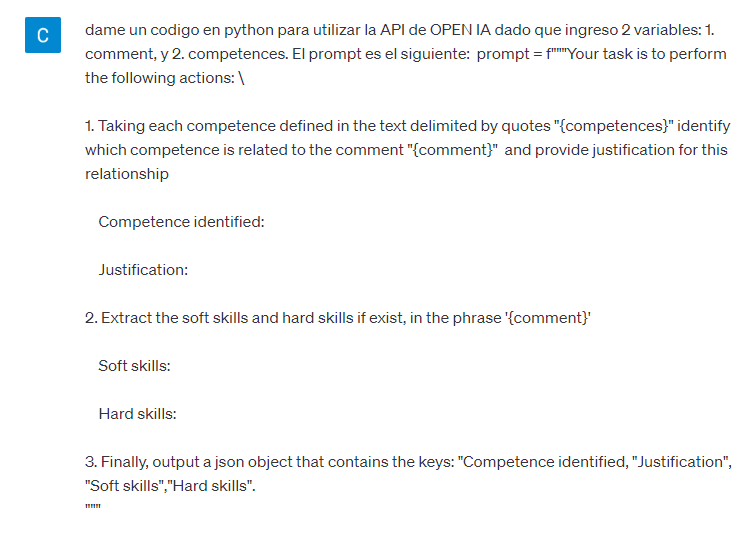 C
dame un codigo en python para utilizar la API de OPEN IA dado que ingreso 2 variables: 1.
comment, y 2. competences. El prompt es el siguiente:  prompt = f"""Your task is to perform
the following actions: \
1. Taking each competence defined in the text delimited by quotes "{competences}" identify
which competence is related to the comment "{comment}"  and provide justification for this
relationship
Competence identified:
Justification:
2. Extract the soft skills and hard skills if exist, in the phrase '{comment}'
Soft skills:
Hard skills:
3. Finally, output a json object that contains the keys: "Competence identified, "Justification",
"Soft skills","Hard skills".
"""